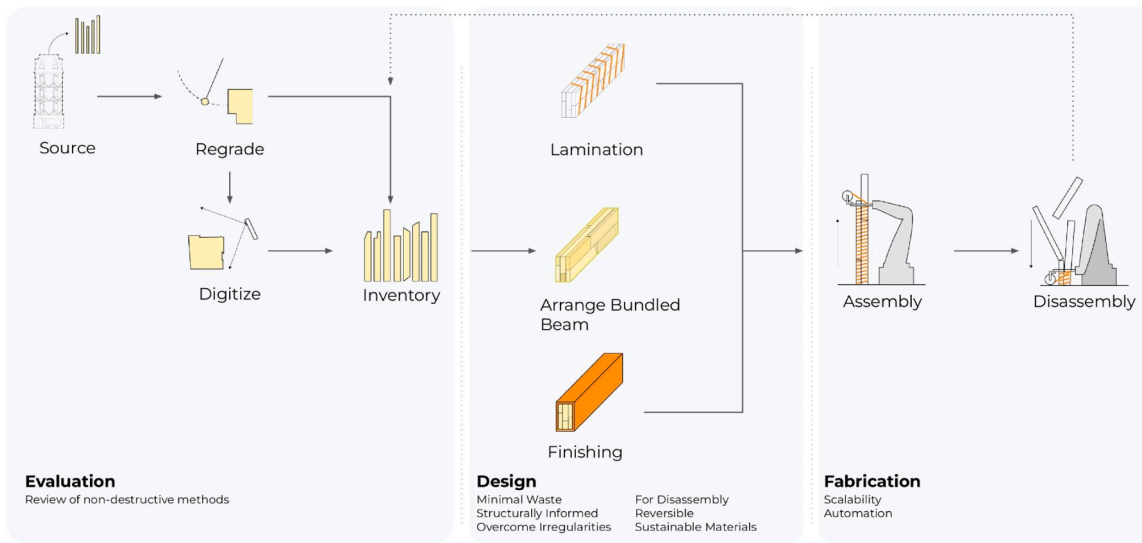 Source
Regrade
Digitize
Inventory
Lamination
Arrange Bundled
Beam
Finishing
Assembly
Disassembly
Evaluation
Review of non-destructive methods
Design
Minimal Waste
Structurally Informed
Overcome Irregularities
For Disassembly
Reversible
Sustainable Materials
Fabrication
Scalability
Automation